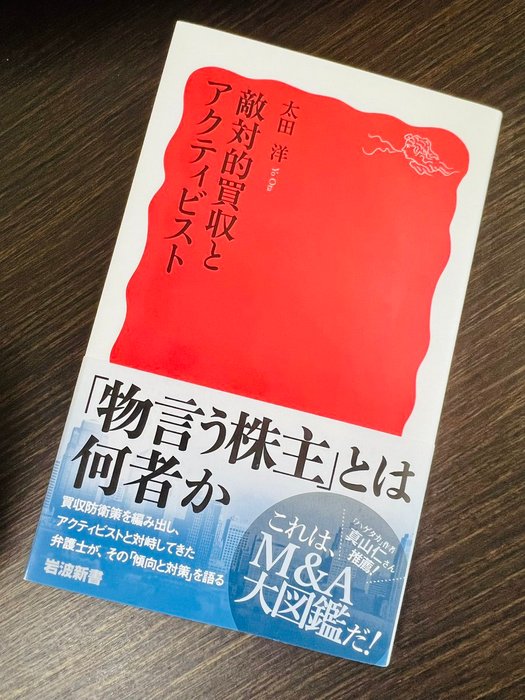 敵対的買収と
アクティビスト
太田 洋
Yo Ota
「物言う株主」とは
何者か
買収防衛策を編み出し、
アクティビストと対峙してきた
弁護士が、その「傾向と対策」を語る
岩波新書
『ハゲタカ』作者
真山仁さん
推薦！
これは、
M&A
大図鑑だ！